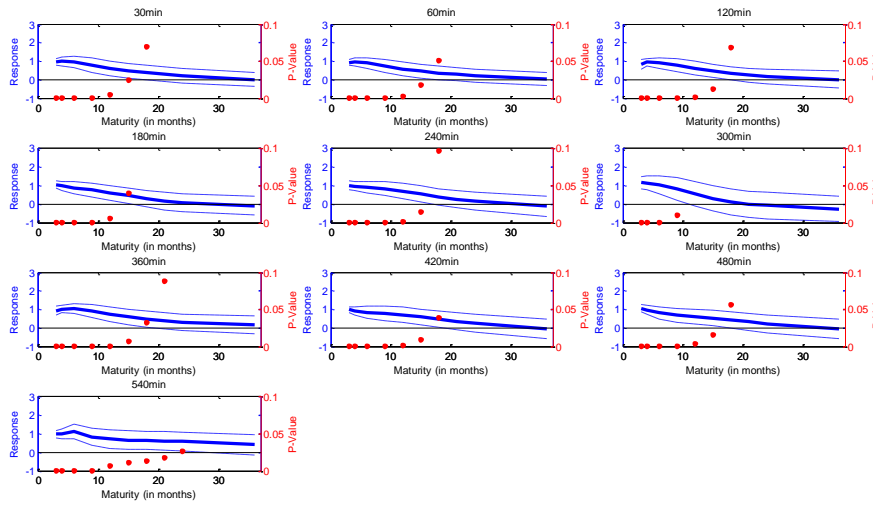 30min 60min 120min
3 0.1 3 0.1 3 0.1
2 2 2
1 0.05 1 0.05 1 0.05
0 0 0
-1 0 -1 0 -1 0
0 10 20 30 0 10 20 30 0 10 20 30
Response P-Value Response P-Value Response
Maturity (in months) Maturity (in months) Maturity (in months)
180min 240min 300min
3 0.1 3 0.1 3 0.1
2 2 2
1 0.05 1 0.05 1 0.05
0 0 0
-1 0 -1 0 -1 0
0 10 20 30 0 10 20 30 0 10 20 30
Response P-Value Response P-Value Response
Maturity (in months) Maturity (in months) Maturity (in months)
360min 420min 480min
3 0.1 3 0.1 3 0.1
2 2 2
1 0.05 1 0.05 1 0.05
0 0 0
-1 0 -1 0 -1 0
0 10 20 30 0 10 20 30 0 10 20 30
Response P-Value Response P-Value Response
Maturity (in months) Maturity (in months) Maturity (in months)
540min
3 0.1
2
1 0.05
0
-1 0
0 10 20 30
Response P-Value
Maturity (in months)